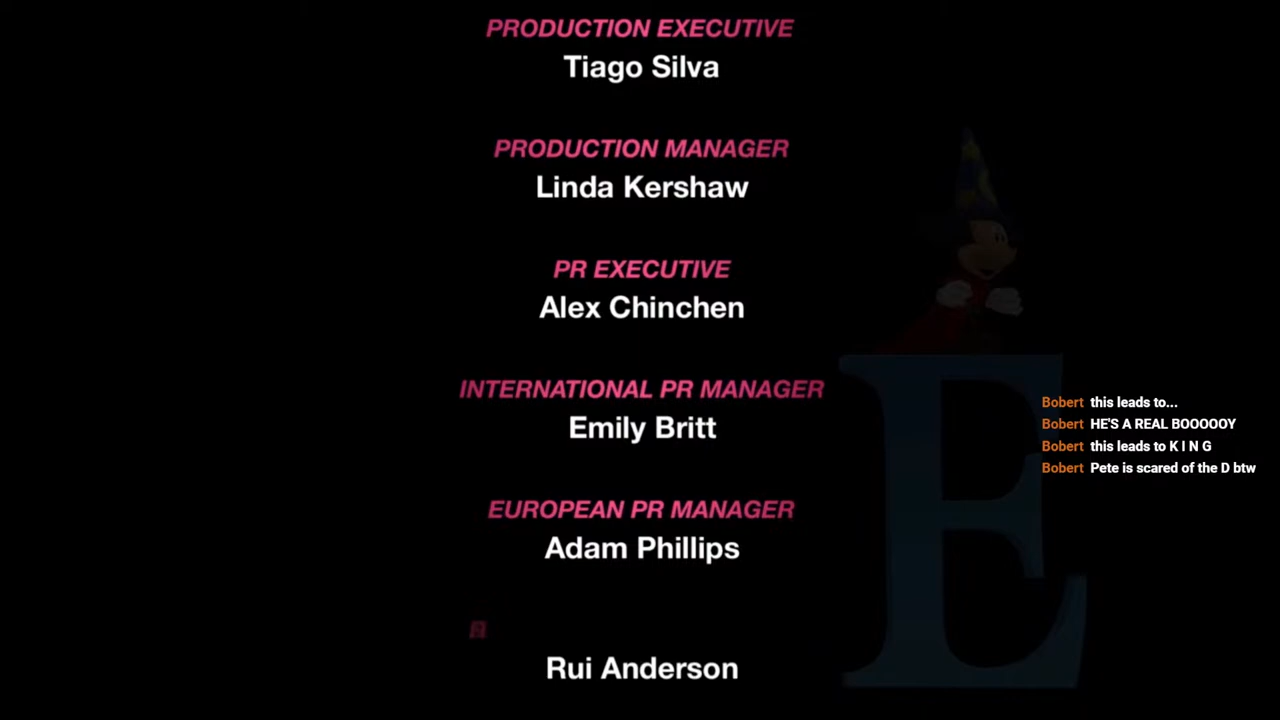 PRODUCTION EXECUTIVE
Tiago Silva
PRODUCTION MANAGER
Linda Kershaw
PR EXECUTIVE
Alex Chinchen
INTERNATIONAL PR MANAGER
Emily Britt
EUROPEAN PR MANAGER
Adam Phillips
Rui Anderson
E
Bobert this leads to...
Bobert HE'S A REAL BOOOOOY
Bobert this leads to K I N G
Bobert Pete is scared of the D btw